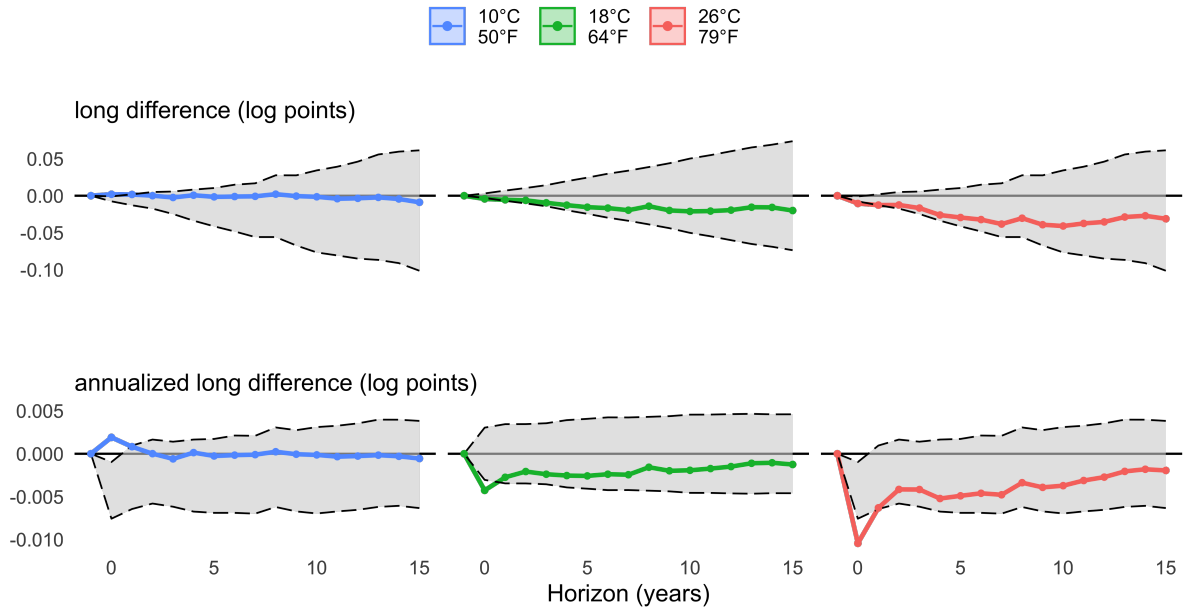 10°C 18°C 26°C
50°F 64°F 79°F
long difference (log points)
0.05
0.00
-0.05
-0.10
annualized long difference (log points)
0.005
0.000
-0.005
-0.010
0 5 10 15 0 5 10 15 0 5 10 15
Horizon (years)